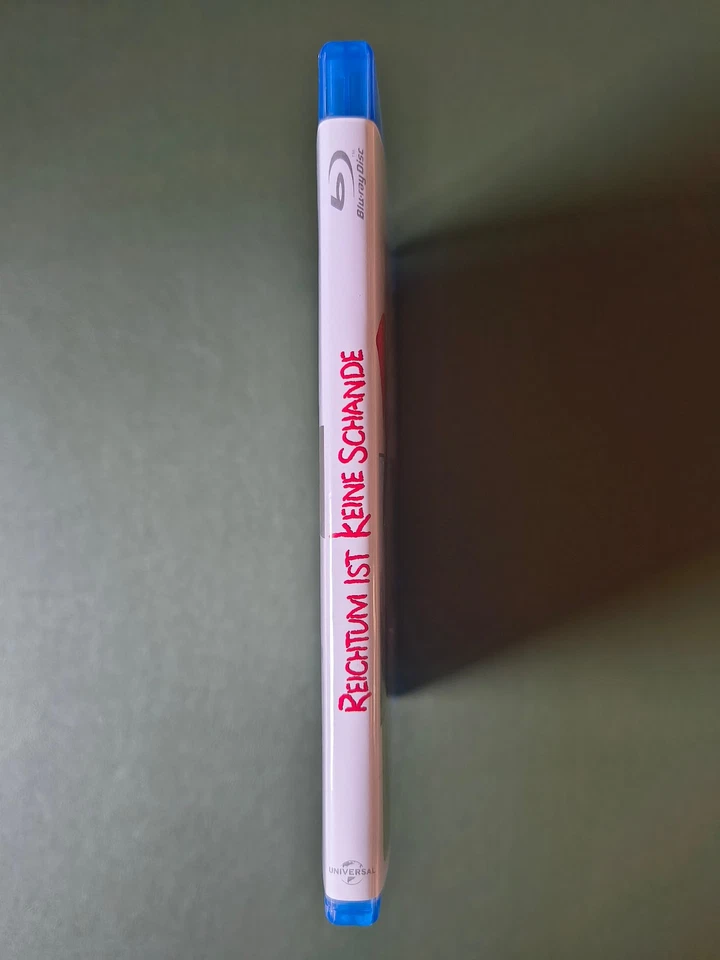 Blu-ray Disc
REICHTUM IST KEINE SCHANDE
UNIVERSAL